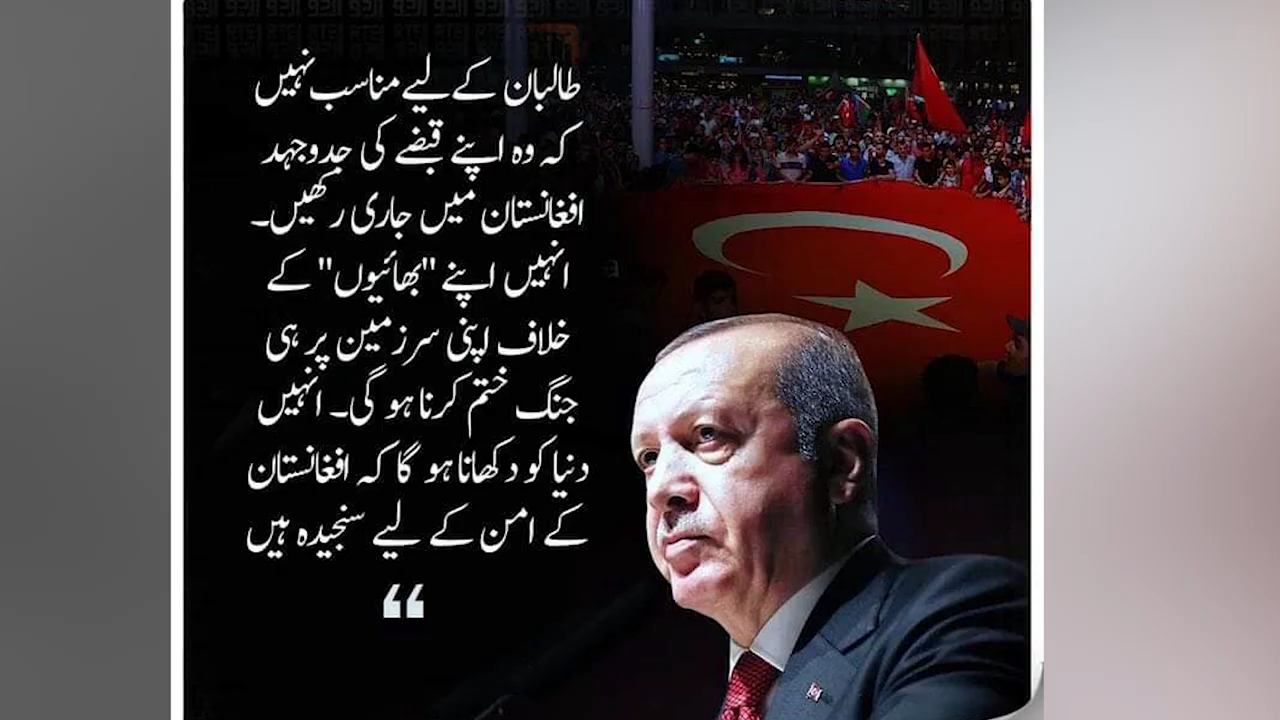 طالبان کے لیے مناسب نہیں
کہ وہ اپنے قبضے کی جدوجہد
افغانستان میں جاری رکھیں۔
انہیں اپنے "بھائیوں" کے
خلاف اپنی سرزمین پر ہی
جنگ ختم کرنا ہو گی۔ انہیں
دنیا کو دکھانا ہو گا کہ افغانستان
کے امن کے لیے سنجیدہ ہیں
“